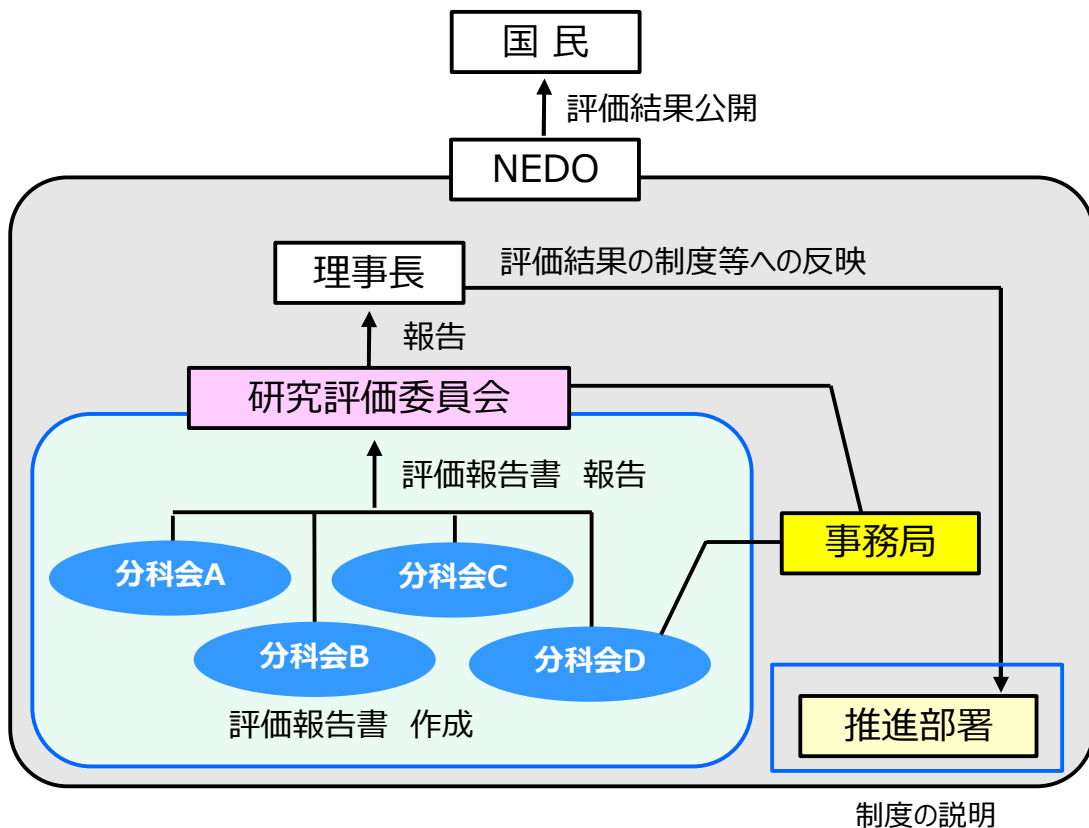 国 民
評価結果公開
NEDO
理事長
評価結果の制度等への反映
報告
研究評価委員会
評価報告書 報告
事務局
分科会A
分科会C
分科会B
分科会D
評価報告書 作成
推進部署
制度の説明